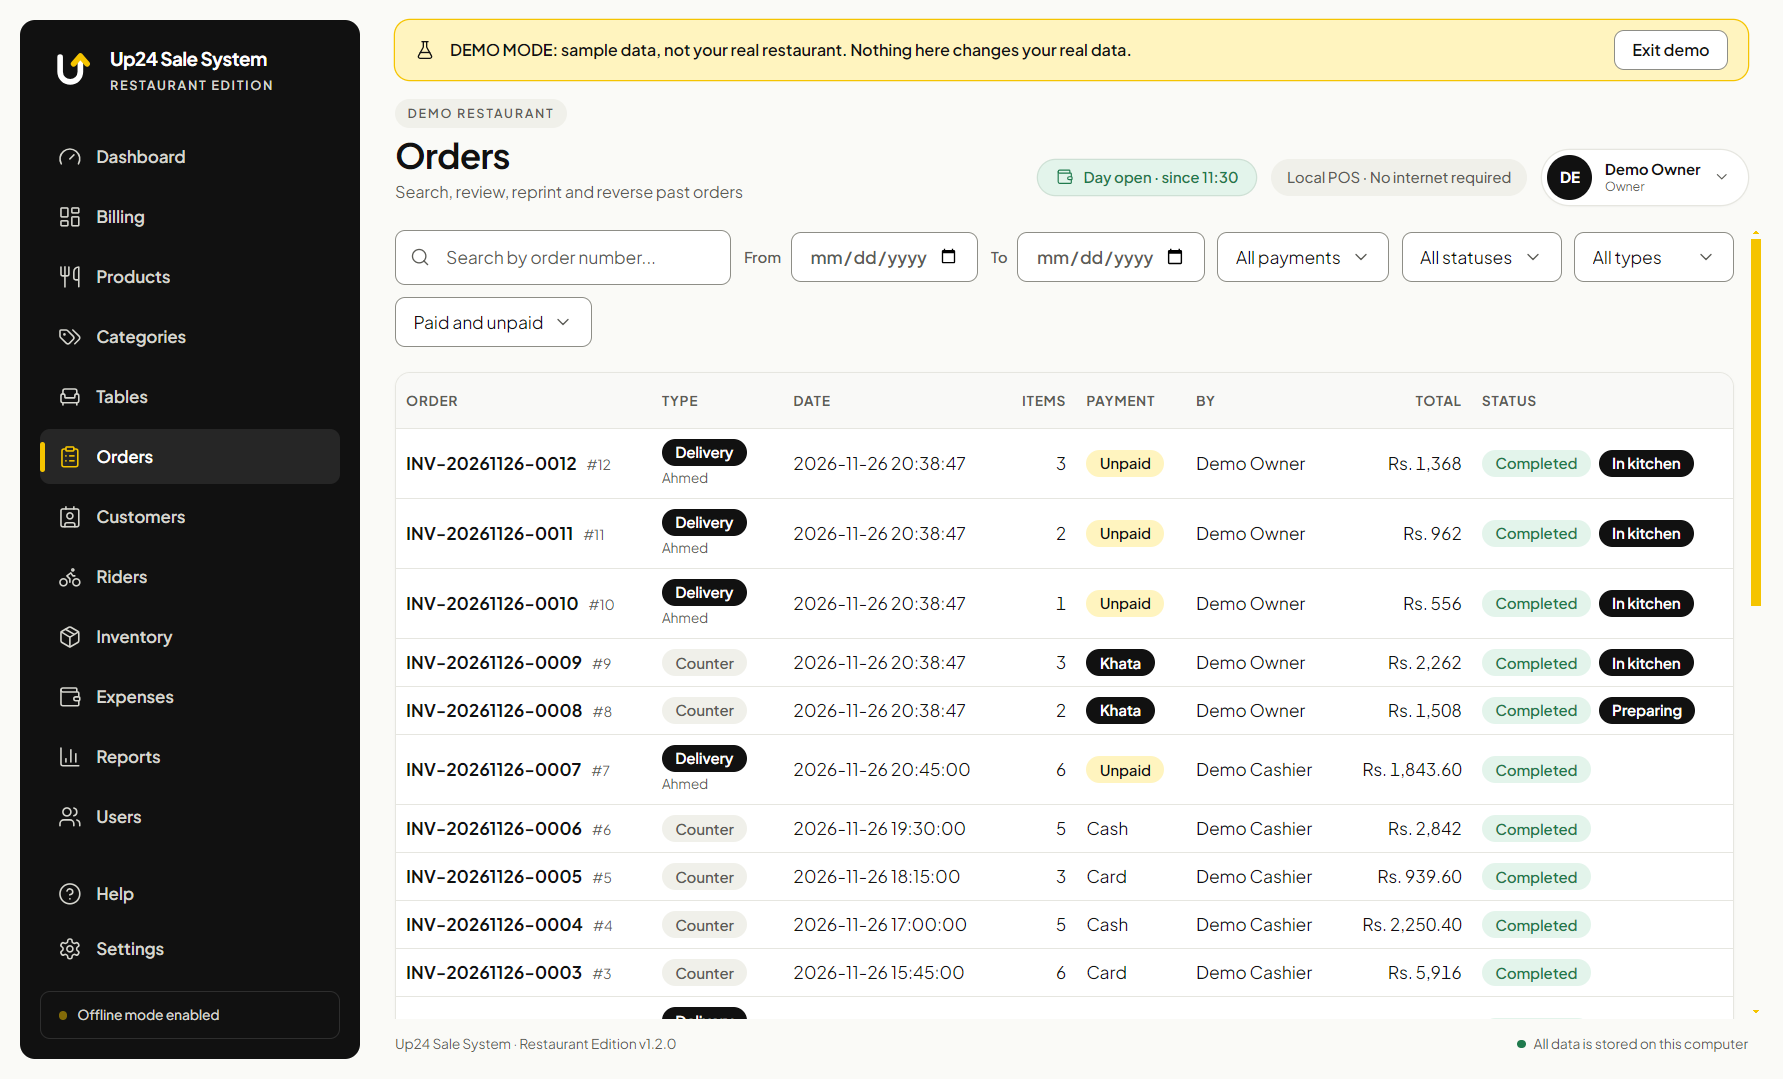 Up24 Sale System
RESTAURANT EDITION
Dashboard
Billing
Products
Categories
Tables
Orders
Customers
Riders
Inventory
Expenses
Reports
Users
Help
Settings
Offline mode enabled
DEMO MODE: sample data, not your real restaurant. Nothing here changes your real data.
Exit demo
DEMO RESTAURANT
Orders
Search, review, reprint and reverse past orders
Day open · since 11:30
Local POS · No internet required
DE
Demo Owner
Owner
Search by order number...
From
mm/dd/yyyy
To
mm/dd/yyyy
All payments
All statuses
All types
Paid and unpaid
ORDER TYPE DATE ITEMS PAYMENT BY TOTAL STATUS
INV-20261126-0012 #12 Delivery 2026-11-26 20:38:47 3 Unpaid Demo Owner Rs. 1,368 Completed In kitchen
Ahmed
INV-20261126-0011 #11 Delivery 2026-11-26 20:38:47 2 Unpaid Demo Owner Rs. 962 Completed In kitchen
Ahmed
INV-20261126-0010 #10 Delivery 2026-11-26 20:38:47 1 Unpaid Demo Owner Rs. 556 Completed In kitchen
Ahmed
INV-20261126-0009 #9 Counter 2026-11-26 20:38:47 3 Khata Demo Owner Rs. 2,262 Completed In kitchen
INV-20261126-0008 #8 Counter 2026-11-26 20:38:47 2 Khata Demo Owner Rs. 1,508 Completed Preparing
INV-20261126-0007 #7 Delivery 2026-11-26 20:45:00 6 Unpaid Demo Cashier Rs. 1,843.60 Completed
Ahmed
INV-20261126-0006 #6 Counter 2026-11-26 19:30:00 5 Cash Demo Cashier Rs. 2,842 Completed
INV-20261126-0005 #5 Counter 2026-11-26 18:15:00 3 Card Demo Cashier Rs. 939.60 Completed
INV-20261126-0004 #4 Counter 2026-11-26 17:00:00 5 Cash Demo Cashier Rs. 2,250.40 Completed
INV-20261126-0003 #3 Counter 2026-11-26 15:45:00 6 Card Demo Cashier Rs. 5,916 Completed
Up24 Sale System · Restaurant Edition v1.2.0
All data is stored on this computer